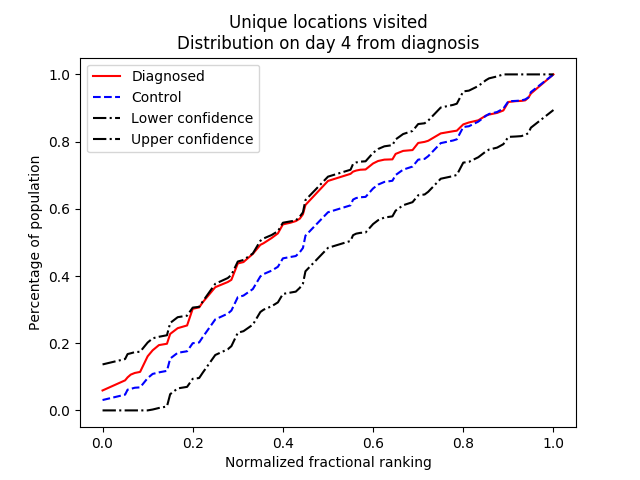 Unique locations visited
Distribution on day 4 from diagnosis
Diagnosed
Control
Lower confidence
Upper confidence
Percentage of population
1.0
0.8
0.6
0.4
0.2
0.0
0.0 0.2 0.4 0.6 0.8 1.0
Normalized fractional ranking